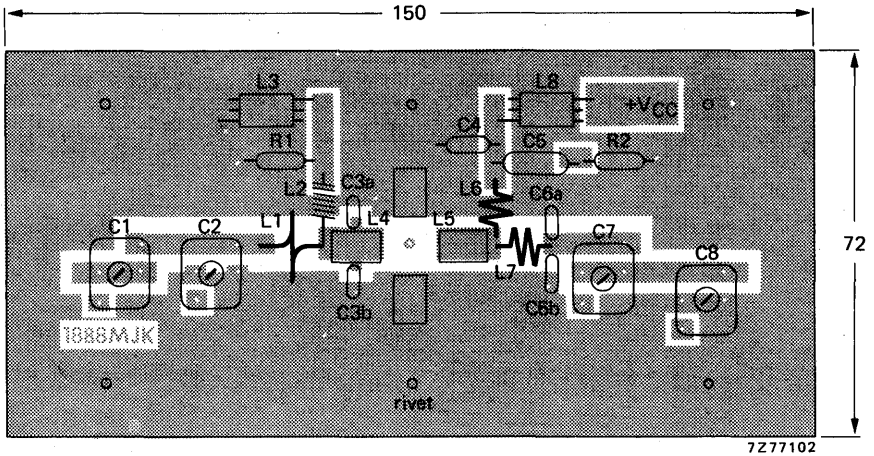 150
L3
L8
+VCC
C4
R1
C5
R2
L2
C3a
L6
C6a
C1
C2
L1
L4
L5
C7
72
C8
L7
C3b
C6b
1888MJK
rivet
7Z77102